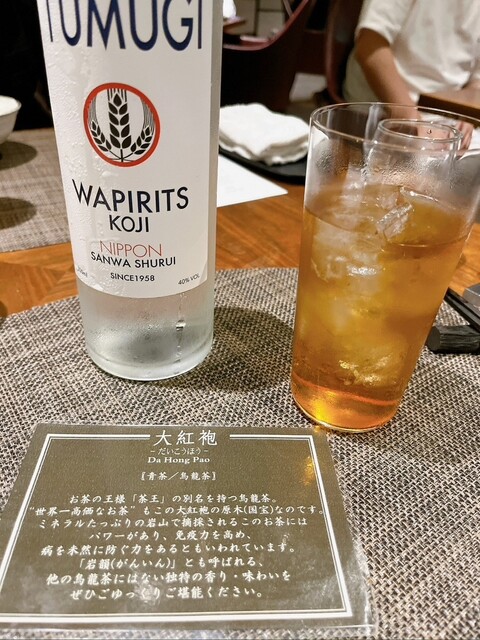 TUMUGI
WAPIRITS
KOJI
NIPPON
SANWA SHURUI
SINCE1958
40% VOL
大紅袍
-だいこうほう-
Da Hong Pao
［青茶／烏龍茶］
お茶の王様「茶王」の別名を持つ烏龍茶。
"世界一高価なお茶"もこの大紅袍の原木(国宝)なのです。
ミネラルたっぷりの岩山で摘採されるこのお茶には
パワーがあり、免疫力を高め、
病を未然に防ぐ力をあるともいわれています。
「岩韻(がんいん)」とも呼ばれる、
他の烏龍茶にはない独特の香り・味わいを
ぜひごゆっくりご堪能ください。